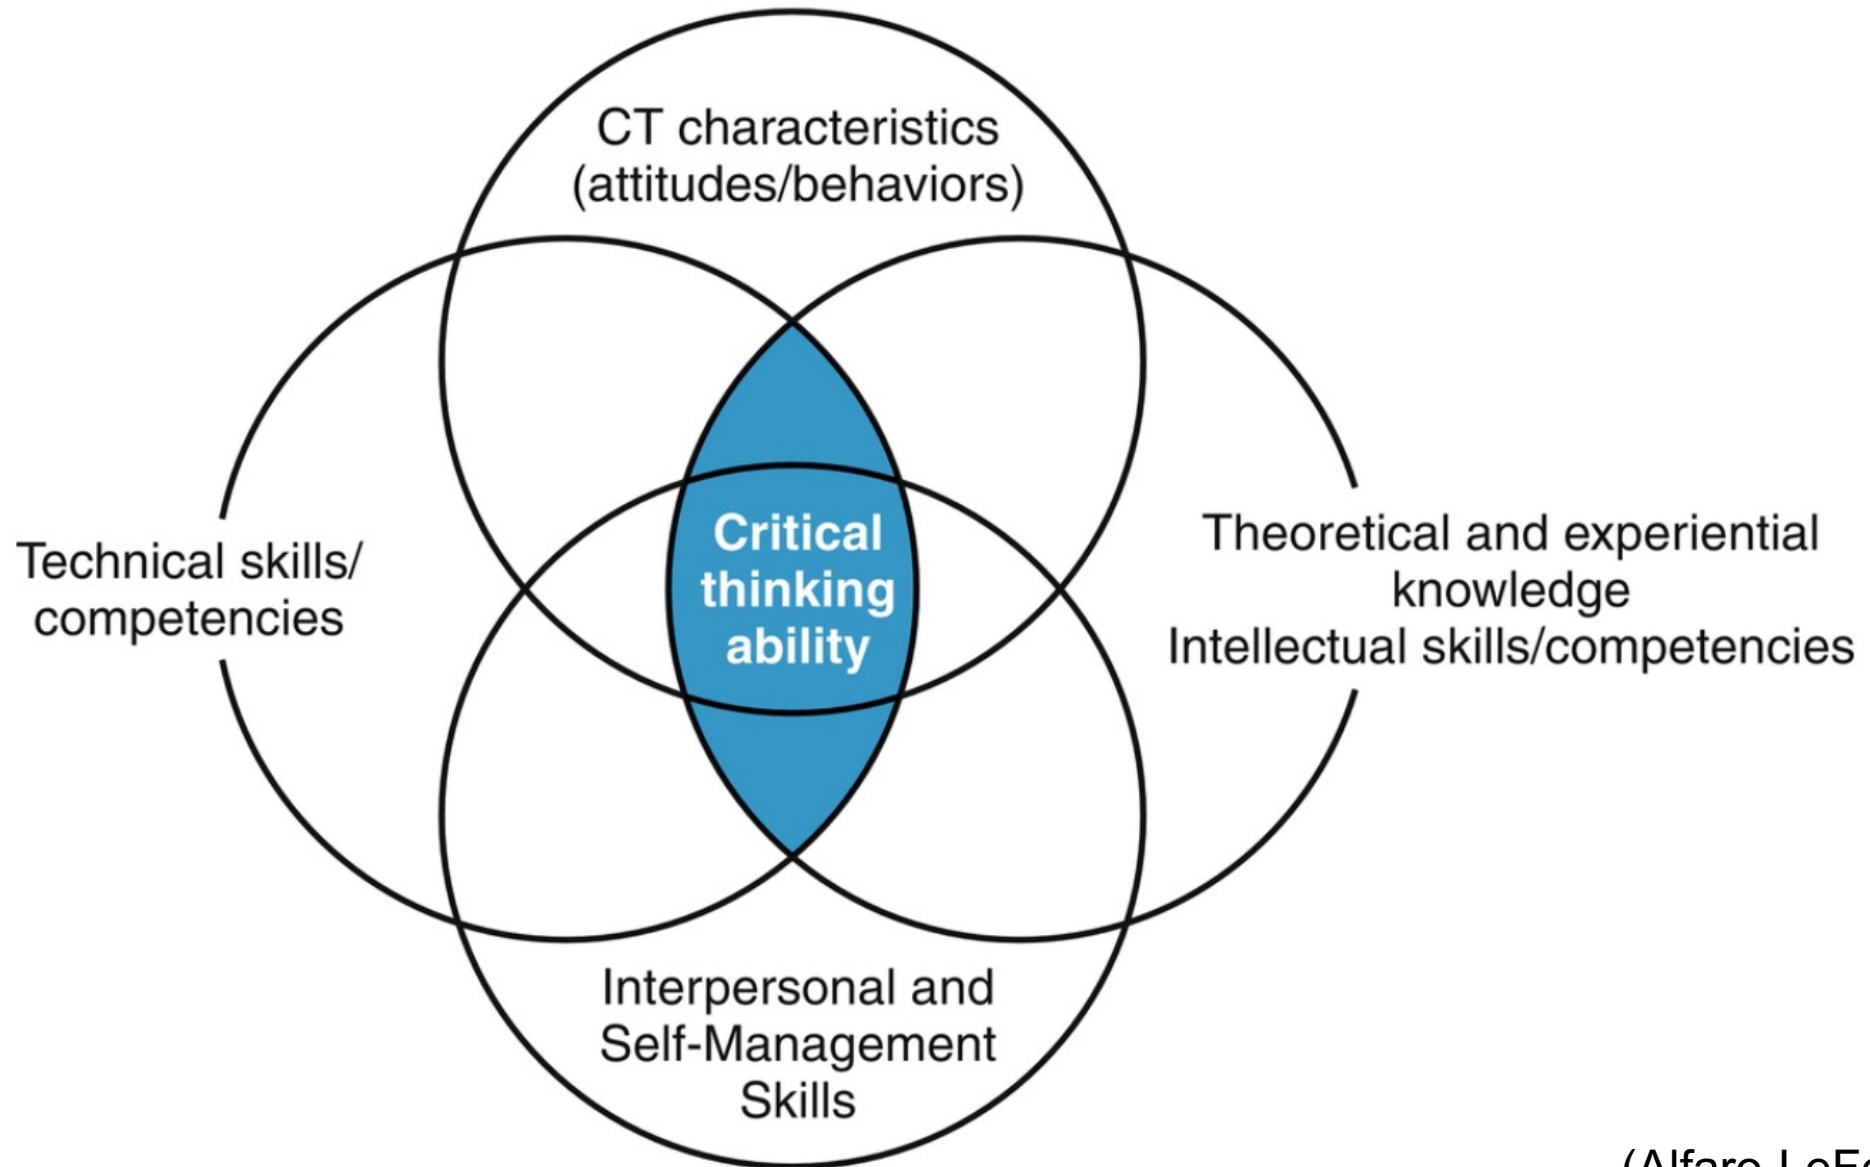 CT characteristics
(attitudes/behaviors)
Technical skills/
competencies
Critical
thinking
ability
Theoretical and experiential
knowledge
Intellectual skills/competencies
Interpersonal and
Self-Management
Skills